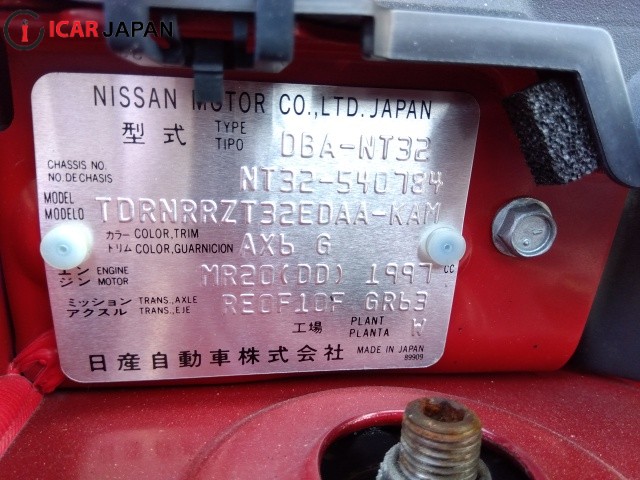 ICAR JAPAN
NISSAN MOTOR CO.,LTD. JAPAN
型式 TYPE TIPO DBA-NT32
CHASSIS NO. NO. DE CHASIS NT32-540784
MODEL MODELO TDRNRRZT32EDAA-KAM
カラー COLOR,TRIM トリム COLOR,GUARNICION AX6 G
エンジン ENGINE MOTOR MR20(DD) 1997 CC
ミッション TRANS.,AXLE アクスル TRANS.,EJE RE0F10F GR63
工場 PLANT PLANTA W
日産自動車株式会社 MADE IN JAPAN
89909